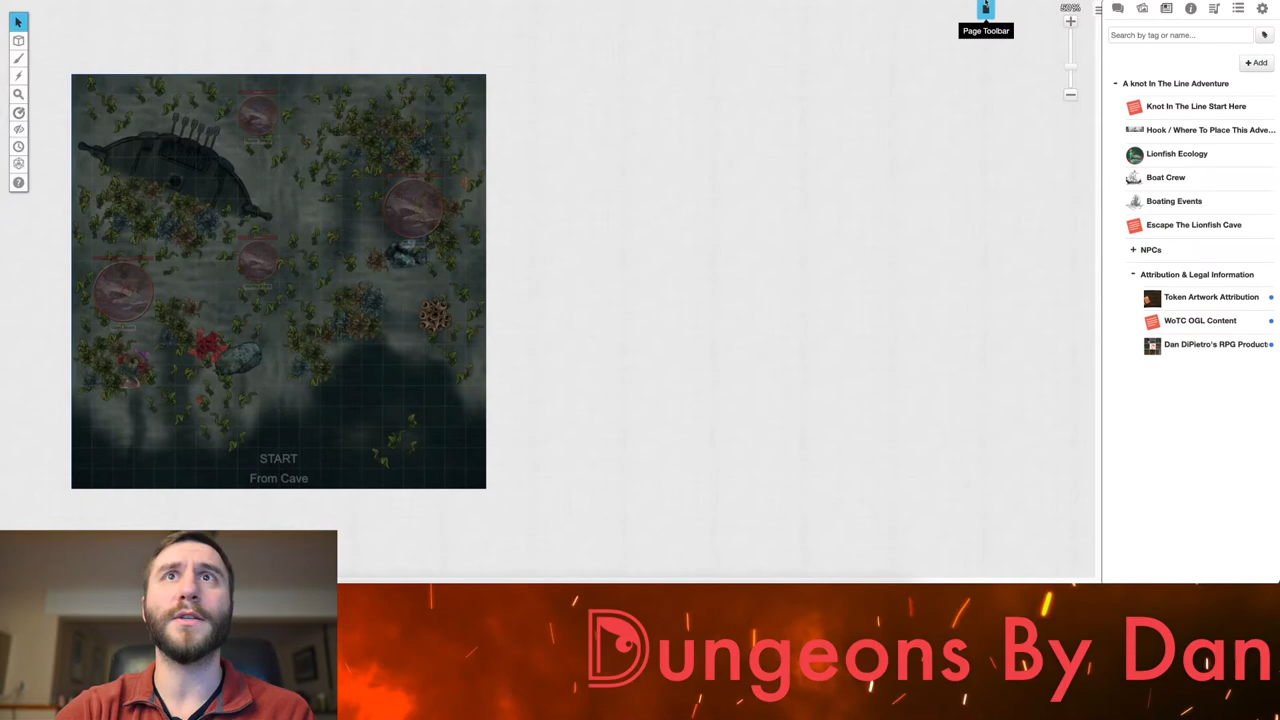 50%
Page Toolbar
Search by tag or name...
+ Add
A knot In The Line Adventure
Knot In The Line Start Here
Hook / Where To Place This Adve...
Lionfish Ecology
Boat Crew
Boating Events
Escape The Lionfish Cave
NPCs
Attribution & Legal Information
Token Artwork Attribution
WoTC OGL Content
Dan DiPietro's RPG Product
START
From Cave
Dungeons By Dan